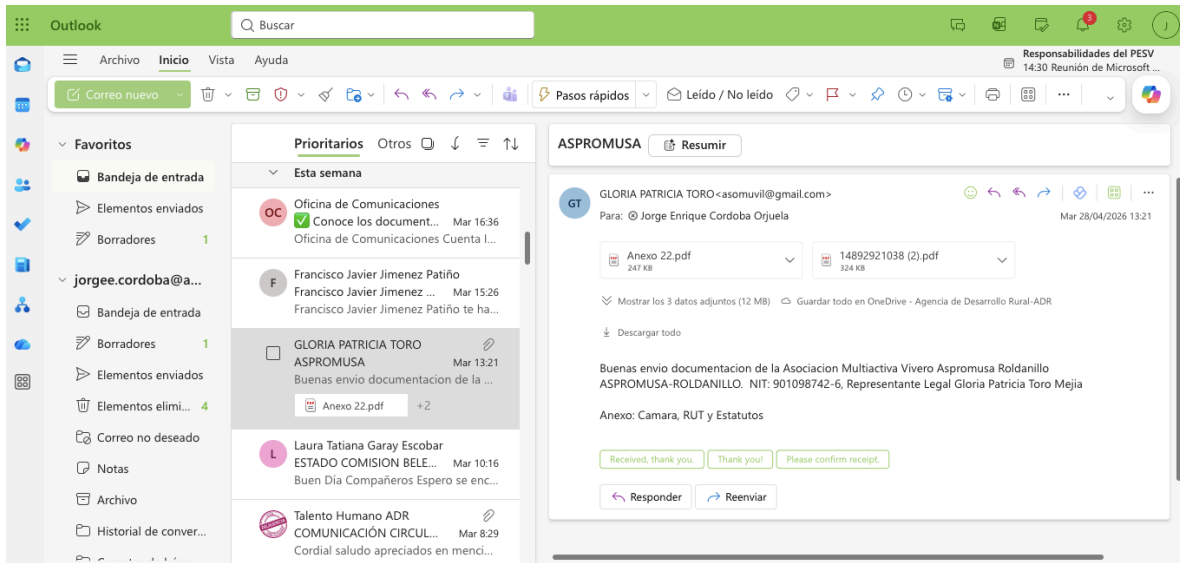 Outlook
Buscar
3
J
Archivo Inicio Vista Ayuda
Responsabilidades del PESV
14:30 Reunión de Microsoft ...
Correo nuevo
Pasos rápidos
Leído / No leído
Favoritos
Bandeja de entrada
Elementos enviados
Borradores 1
jorgee.cordoba@a...
Bandeja de entrada
Borradores 1
Elementos enviados
Elementos elimi... 4
Correo no deseado
Notas
Archivo
Historial de conver...
Prioritarios Otros
Esta semana
OC
Oficina de Comunicaciones
✅ Conoce los document... Mar 16:36
Oficina de Comunicaciones Cuenta l...
F
Francisco Javier Jimenez Patiño
Francisco Javier Jimenez ... Mar 15:26
Francisco Javier Jimenez Patiño te ha...
GLORIA PATRICIA TORO
ASPROMUSA Mar 13:21
Buenas envio documentacion de la ...
Anexo 22.pdf +2
L
Laura Tatiana Garay Escobar
ESTADO COMISION BELE... Mar 10:16
Buen Día Compañeros Espero se enc...
Talento Humano ADR
COMUNICACIÓN CIRCUL... Mar 8:29
Cordial saludo apreciados en menci...
ASPROMUSA Resumir
GT
GLORIA PATRICIA TORO<asomuvil@gmail.com>
Para: Jorge Enrique Cordoba Orjuela
Mar 28/04/2026 13:21
Anexo 22.pdf
247 KB
14892921038 (2).pdf
324 KB
Mostrar los 3 datos adjuntos (12 MB) Guardar todo en OneDrive - Agencia de Desarrollo Rural-ADR
Descargar todo
Buenas envio documentacion de la Asociacion Multiactiva Vivero Aspromusa Roldanillo
ASPROMUSA-ROLDANILLO. NIT: 901098742-6, Representante Legal Gloria Patricia Toro Mejia
Anexo: Camara, RUT y Estatutos
Received, thank you. Thank you! Please confirm receipt.
Responder Reenviar